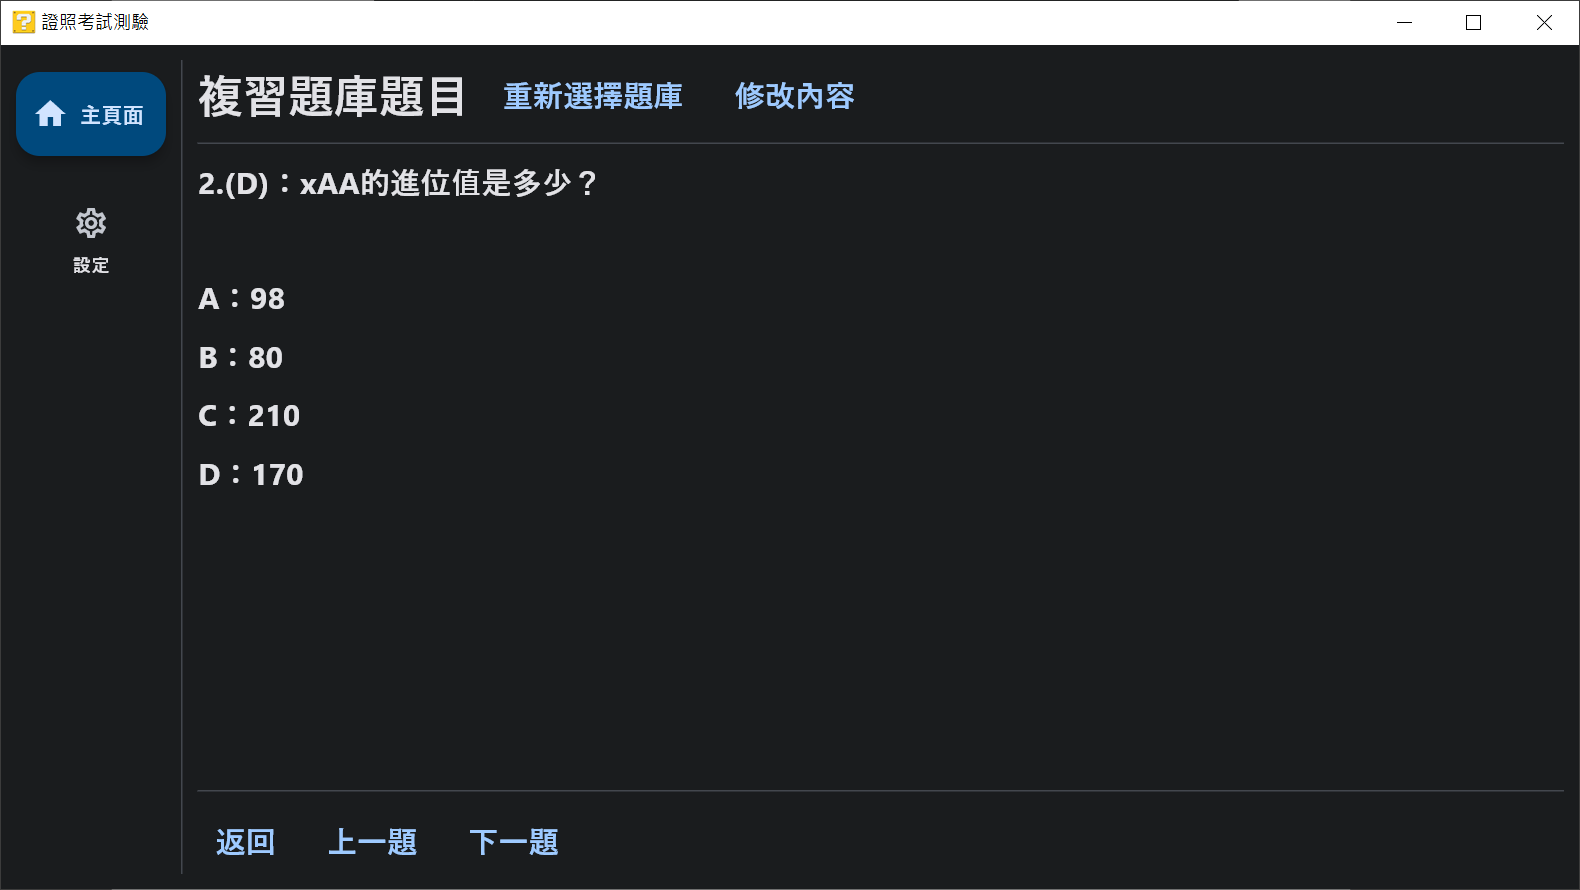 證照考試測驗
主頁面
設定
複習題庫題目 重新選擇題庫 修改內容
2.(D)：xAA的進位值是多少？
A：98
B：80
C：210
D：170
返回 上一題 下一題